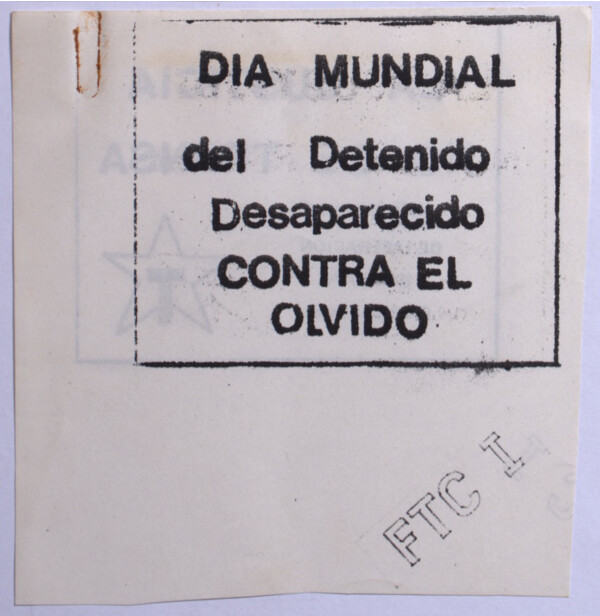 DIA MUNDIAL
del Detenido
Desaparecido
CONTRA EL
OLVIDO
FTC I